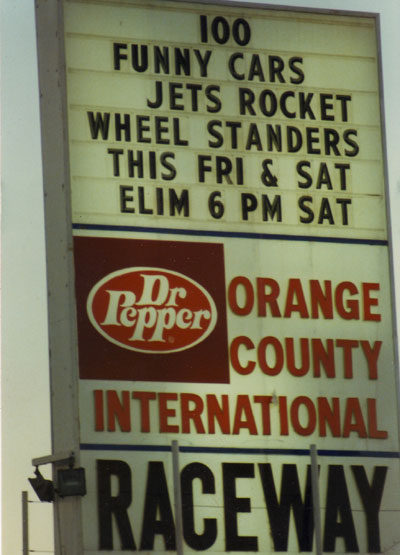 100
FUNNY CARS
JETS ROCKET
WHEEL STANDERS
THIS FRI & SAT
ELIM 6 PM SAT
Dr
Pepper
®
ORANGE
COUNTY
INTERNATIONAL
RACEWAY